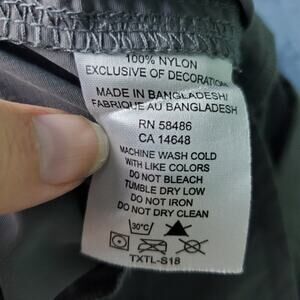 100% NYLON
EXCLUSIVE OF DECORATION
MADE IN BANGLADESH/
FABRIQUE AU BANGLADESH
RN 58486
CA 14648
MACHINE WASH COLD
WITH LIKE COLORS
DO NOT BLEACH
TUMBLE DRY LOW
DO NOT IRON
DO NOT DRY CLEAN
30°C
TXTL-S18